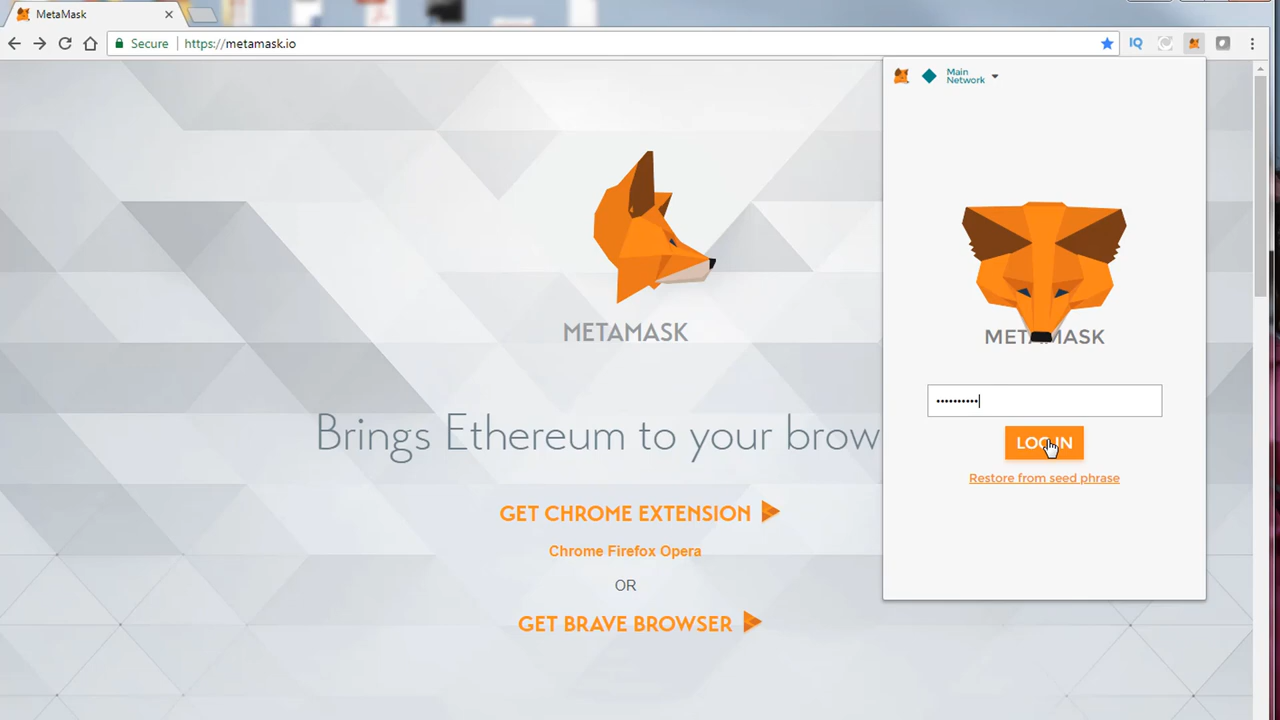 MetaMask
Secure
https://metamask.io
IQ
Main
Network
METAMASK
Brings Ethereum to your brow
GET CHROME EXTENSION
Chrome Firefox Opera
OR
GET BRAVE BROWSER
METAMASK
••••••••••
LOG IN
Restore from seed phrase